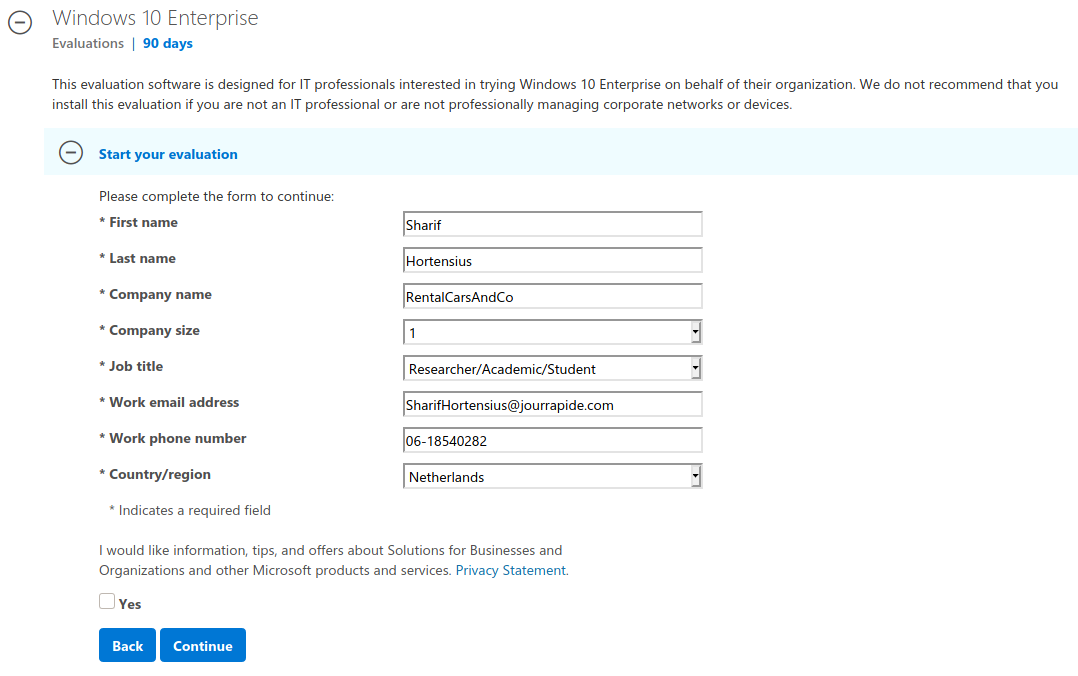 Windows 10 Enterprise
Evaluations | 90 days
This evaluation software is designed for IT professionals interested in trying Windows 10 Enterprise on behalf of their organization. We do not recommend that you
install this evaluation if you are not an IT professional or are not professionally managing corporate networks or devices.
Start your evaluation
Please complete the form to continue:
* First name Sharif
* Last name Hortensius
* Company name RentalCarsAndCo
* Company size 1
* Job title Researcher/Academic/Student
* Work email address SharifHortensius@jourrapide.com
* Work phone number 06-18540282
* Country/region Netherlands
* Indicates a required field
I would like information, tips, and offers about Solutions for Businesses and
Organizations and other Microsoft products and services. Privacy Statement.
Yes
Back Continue